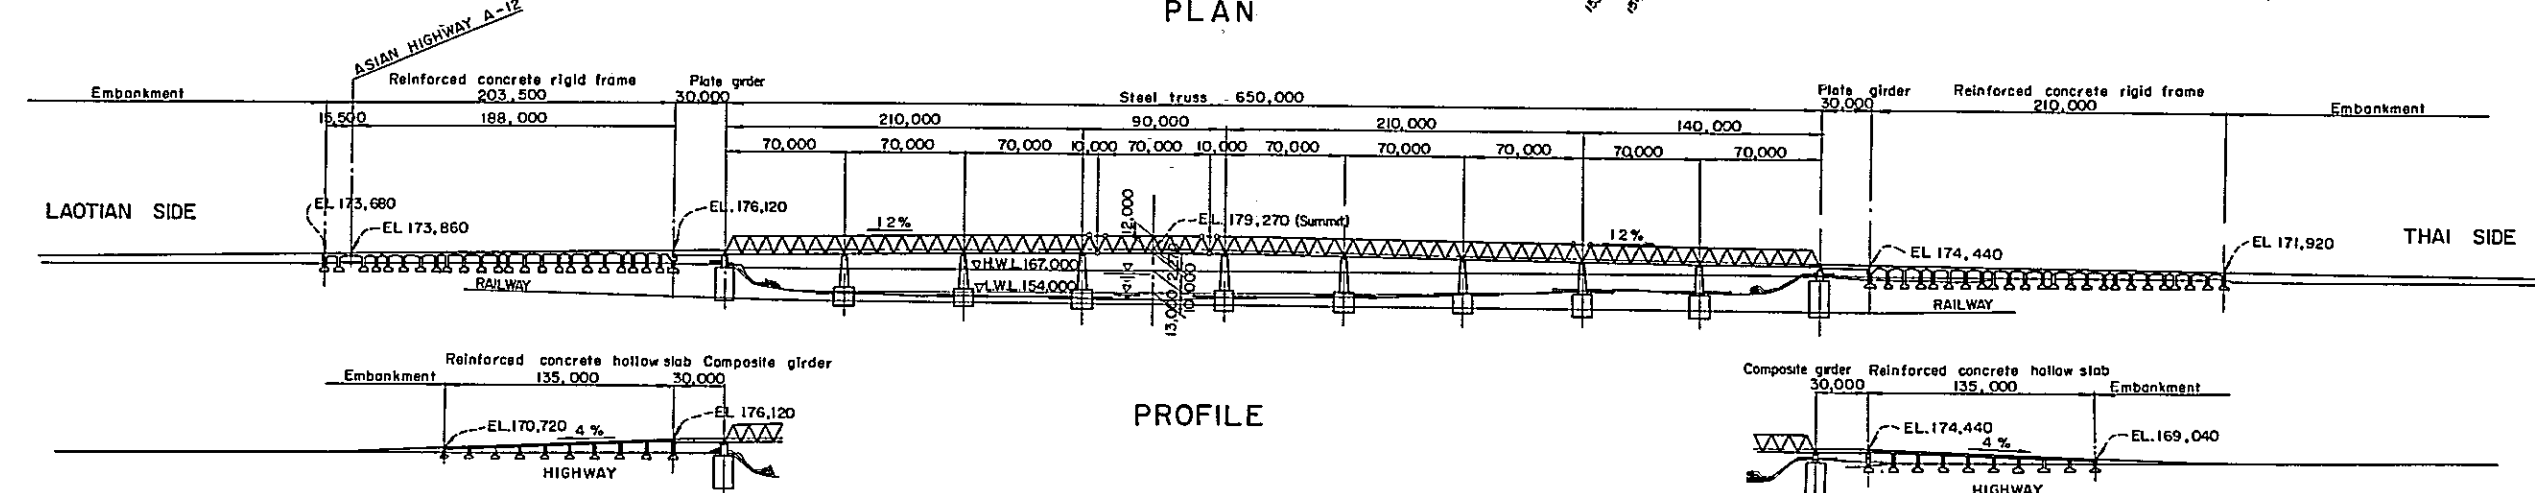 PLAN
ASIAN HIGHWAY A-12
Embankment
Reinforced concrete rigid frame
203,500
Plate girder
30,000
Steel truss 650,000
Plate girder
30,000
Reinforced concrete rigid frame
210,000
Embankment
15,500
188,000
210,000
90,000
210,000
140,000
70,000 70,000 70,000 10,000 70,000 10,000 70,000 70,000 70,000 70,000 70,000
LAOTIAN SIDE
EL 173,680
EL 173,860
EL. 176,120
12%
12,000
EL. 179,270 (Summit)
12%
EL 174,440
EL 171,920
THAI SIDE
▽H.W.L. 167,000
▽L.W.L. 154,000
13,000
10,000
RAILWAY
RAILWAY
Reinforced concrete hollow slab Composite girder
Embankment 135,000 30,000
EL. 170,720
4 %
EL 176,120
HIGHWAY
PROFILE
Composite girder Reinforced concrete hollow slab
30,000 135,000 Embankment
EL. 174,440
4 %
EL. 169,040
HIGHWAY